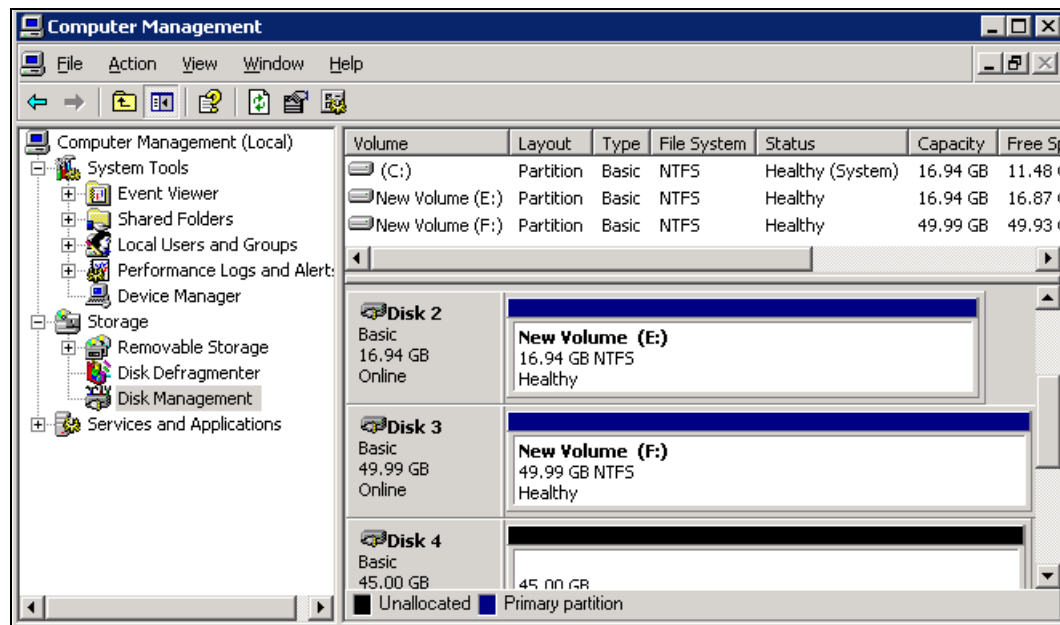 Computer Management
File Action View Window Help
Computer Management (Local)
System Tools
Event Viewer
Shared Folders
Local Users and Groups
Performance Logs and Alert
Device Manager
Storage
Removable Storage
Disk Defragmenter
Disk Management
Services and Applications
Volume Layout Type File System Status Capacity Free Sp
(C:) Partition Basic NTFS Healthy (System) 16.94 GB 11.48
New Volume (E:) Partition Basic NTFS Healthy 16.94 GB 16.87
New Volume (F:) Partition Basic NTFS Healthy 49.99 GB 49.93
Disk 2
Basic
16.94 GB
Online
New Volume (E:)
16.94 GB NTFS
Healthy
Disk 3
Basic
49.99 GB
Online
New Volume (F:)
49.99 GB NTFS
Healthy
Disk 4
Basic
45.00 GB
45.00 GB
Unallocated Primary partition